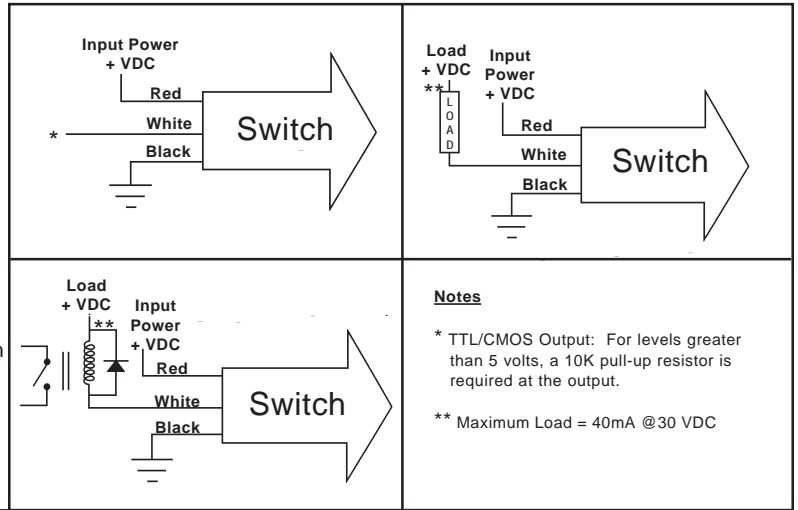 Input Power
+ VDC
Red
White
*
Black
Switch
Load
+ VDC
**
Input
Power
+ VDC
LOAD
Red
White
Black
Switch
Load
+ VDC
**
Input
Power
+ VDC
Red
White
Black
Switch
Notes
* TTL/CMOS Output: For levels greater
than 5 volts, a 10K pull-up resistor is
required at the output.
** Maximum Load = 40mA @30 VDC